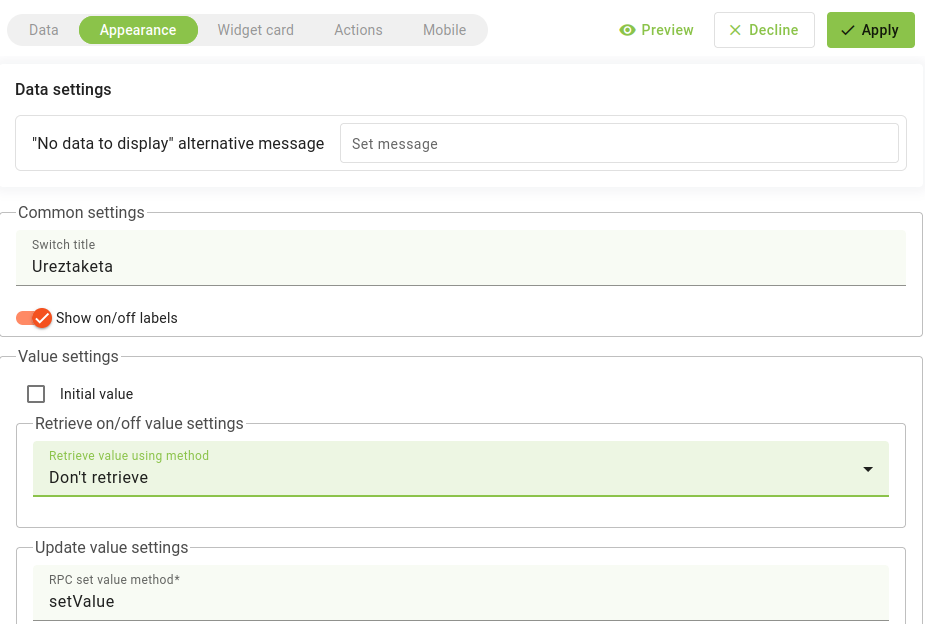 Data Appearance Widget card Actions Mobile Preview Decline Apply
Data settings
"No data to display" alternative message Set message
Common settings
Switch title
Ureztaketa
Show on/off labels
Value settings
Initial value
Retrieve on/off value settings
Retrieve value using method
Don't retrieve
Update value settings
RPC set value method*
setValue